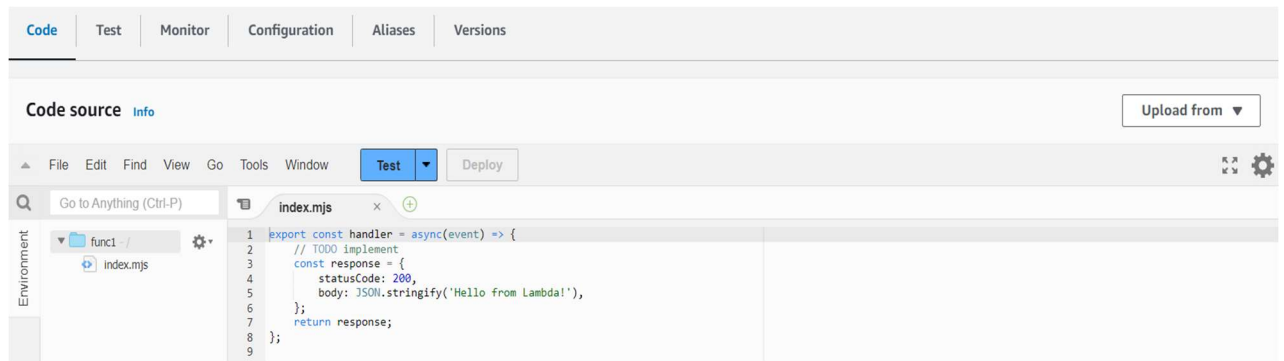 Code Test Monitor Configuration Aliases Versions
Code source Info
Upload from ▼
File Edit Find View Go Tools Window Test Deploy
Go to Anything (Ctrl-P)
index.mjs
Environment
func1 - /
index.mjs
1 export const handler = async(event) => {
2 // TODO implement
3 const response = {
4 statusCode: 200,
5 body: JSON.stringify('Hello from Lambda!'),
6 };
7 return response;
8 };
9